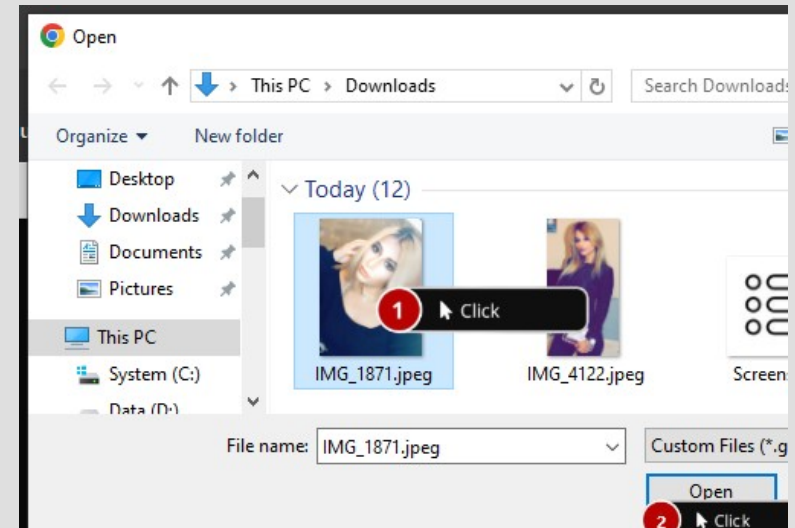 Open
This PC > Downloads
Search Downloads
Organize
New folder
Desktop
Downloads
Documents
Pictures
This PC
System (C:)
Data (D:)
Today (12)
1 Click
IMG_1871.jpeg
IMG_4122.jpeg
Screen
File name: IMG_1871.jpeg
Custom Files (*.g
Open
2 Click